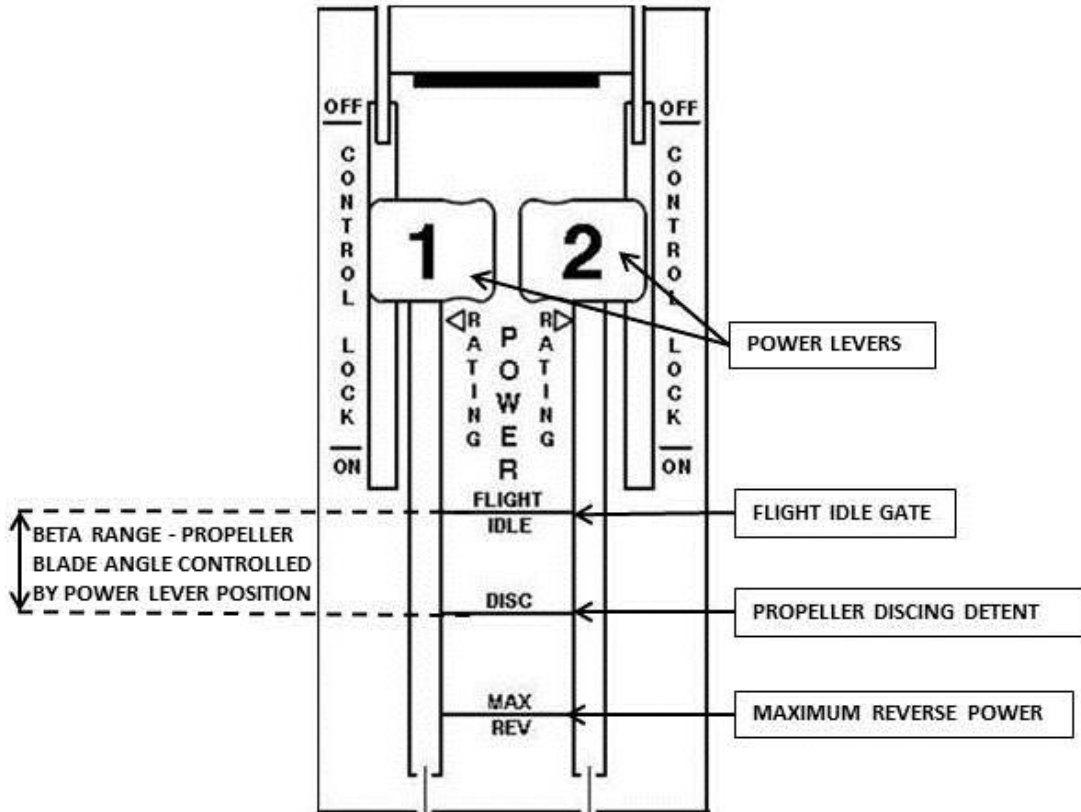 OFF
OFF
CONTROL LOCK
CONTROL LOCK
1
2
RATING
POWER
RATING
POWER LEVERS
ON
ON
FLIGHT
IDLE
FLIGHT IDLE GATE
BETA RANGE - PROPELLER
BLADE ANGLE CONTROLLED
BY POWER LEVER POSITION
DISC
PROPELLER DISCING DETENT
MAX
REV
MAXIMUM REVERSE POWER